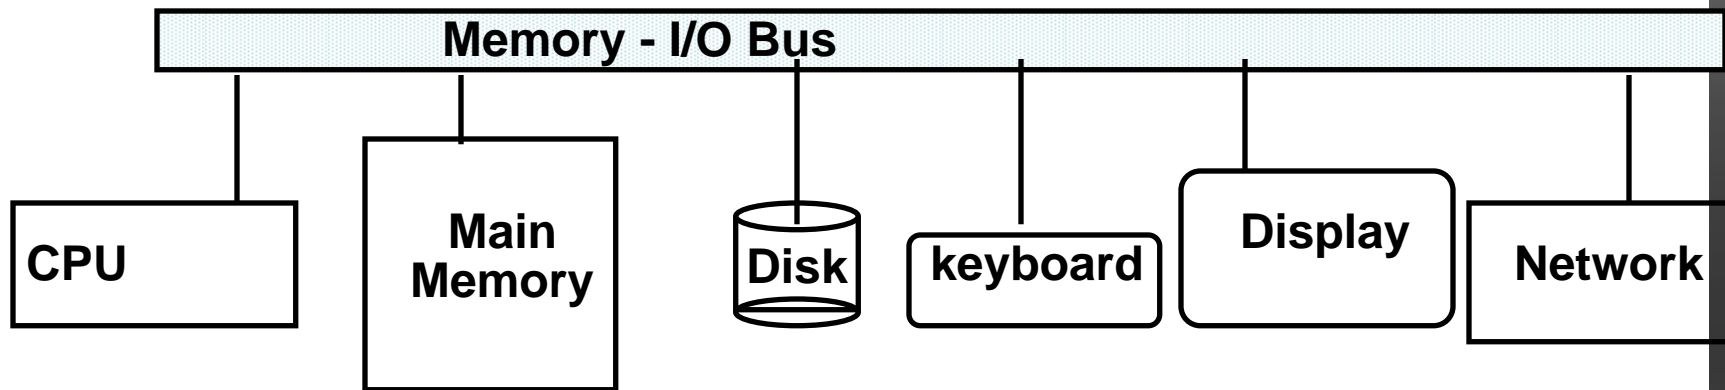 Memory - I/O Bus
CPU
Main
Memory
Disk
keyboard
Display
Network